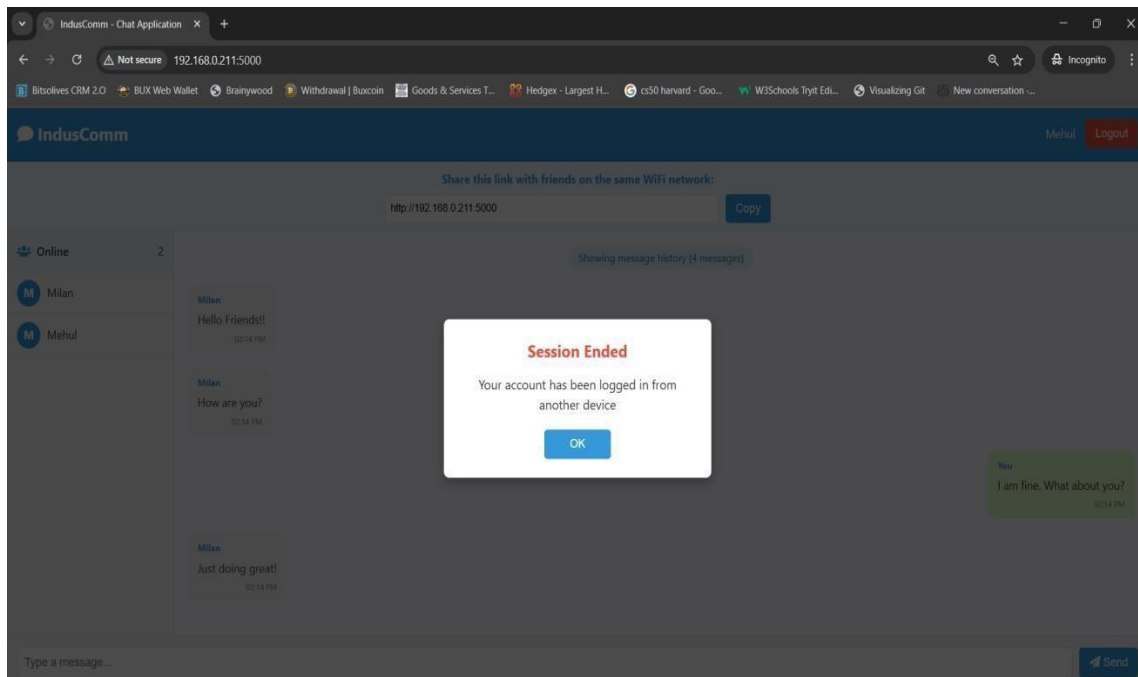 IndusComm - Chat Application
Not secure 192.168.0.211:5000
Incognito
Bitsolives CRM 2.0 BUX Web Wallet Brainywood Withdrawal | Buxcoin Goods & Services T... Hedgex - Largest H... cs50 harvard - Goo... W3Schools Tryit Edi... Visualizing Git New conversation -...
IndusComm Mehul Logout
Share this link with friends on the same WiFi network:
http://192.168.0.211:5000 Copy
Online 2
Showing message history (4 messages)
M Milan
M Mehul
Milan
Hello Friends!!
02:14 PM
Milan
How are you?
02:14 PM
Session Ended
Your account has been logged in from
another device
OK
You
I am fine. What about you?
02:14 PM
Milan
Just doing great!
02:14 PM
Type a message...
Send